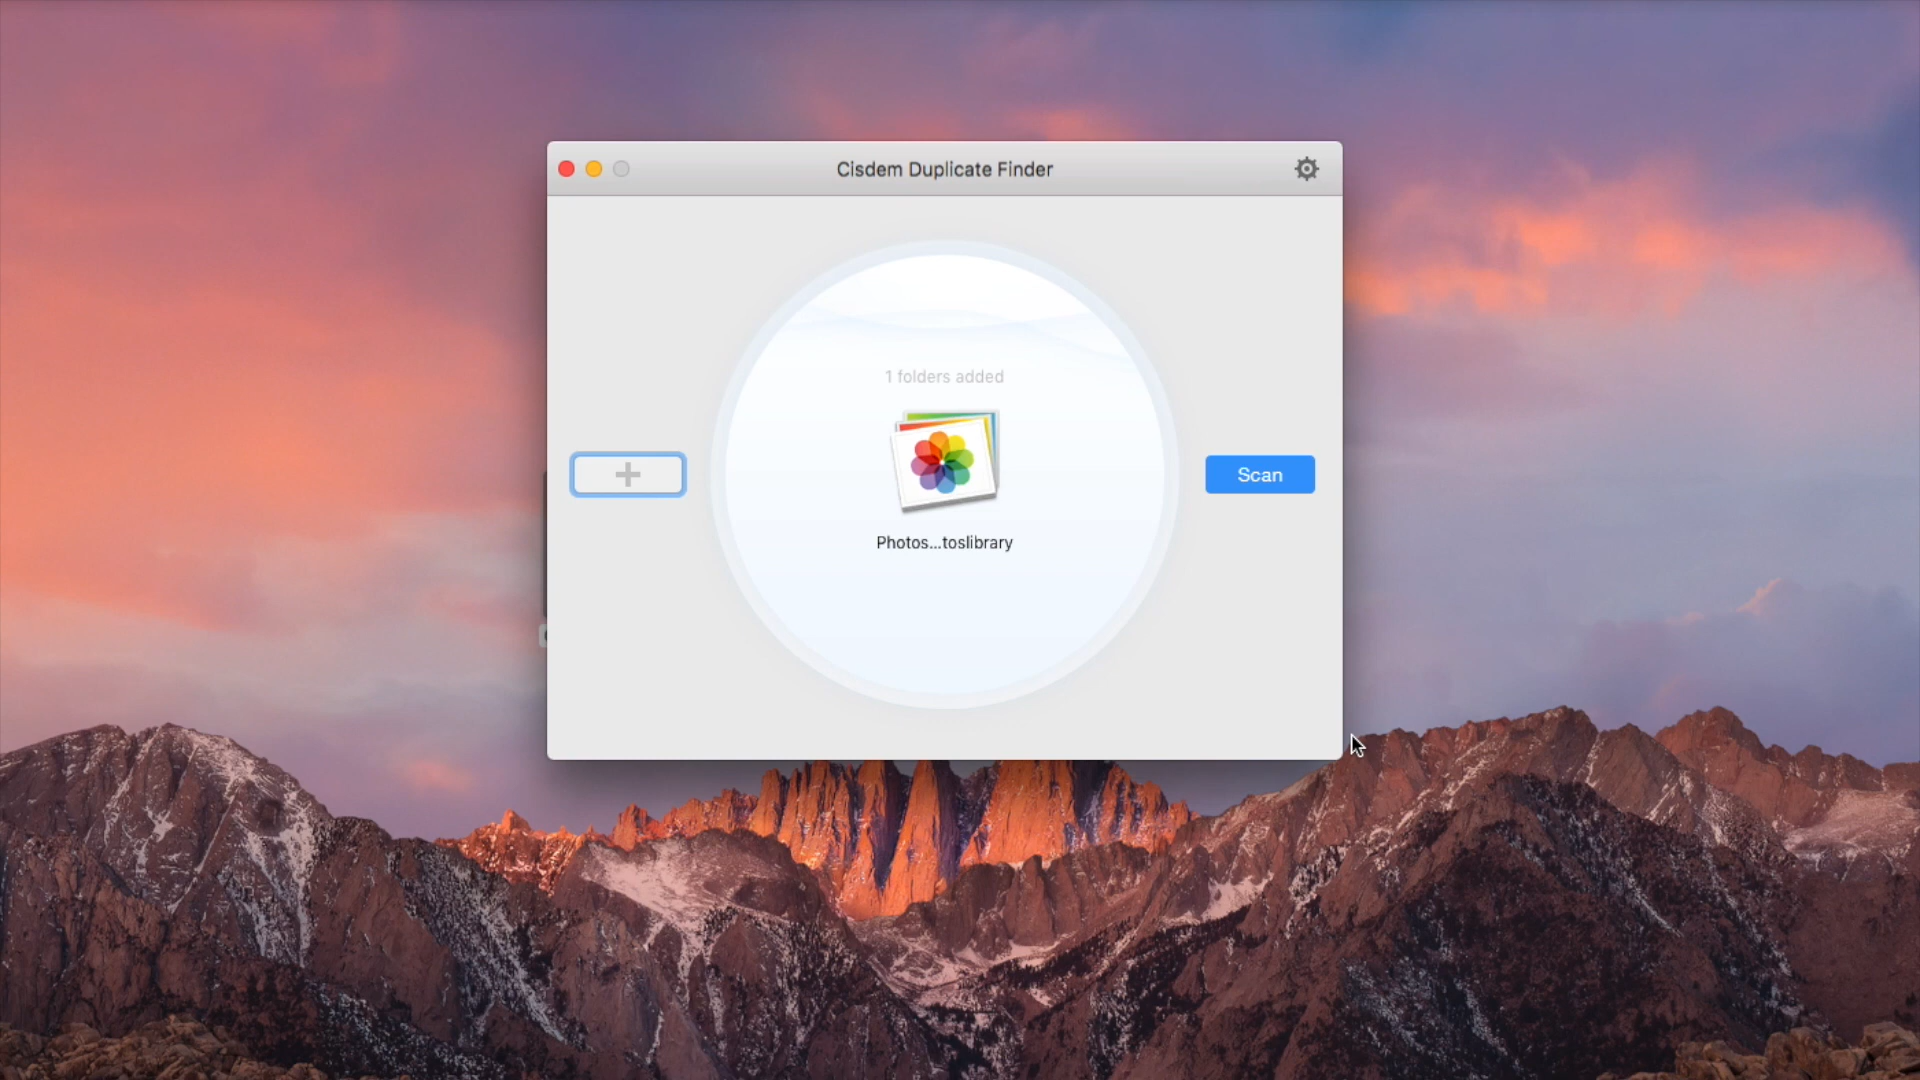 Cisdem Duplicate Finder
1 folders added
Scan
Photos...toslibrary